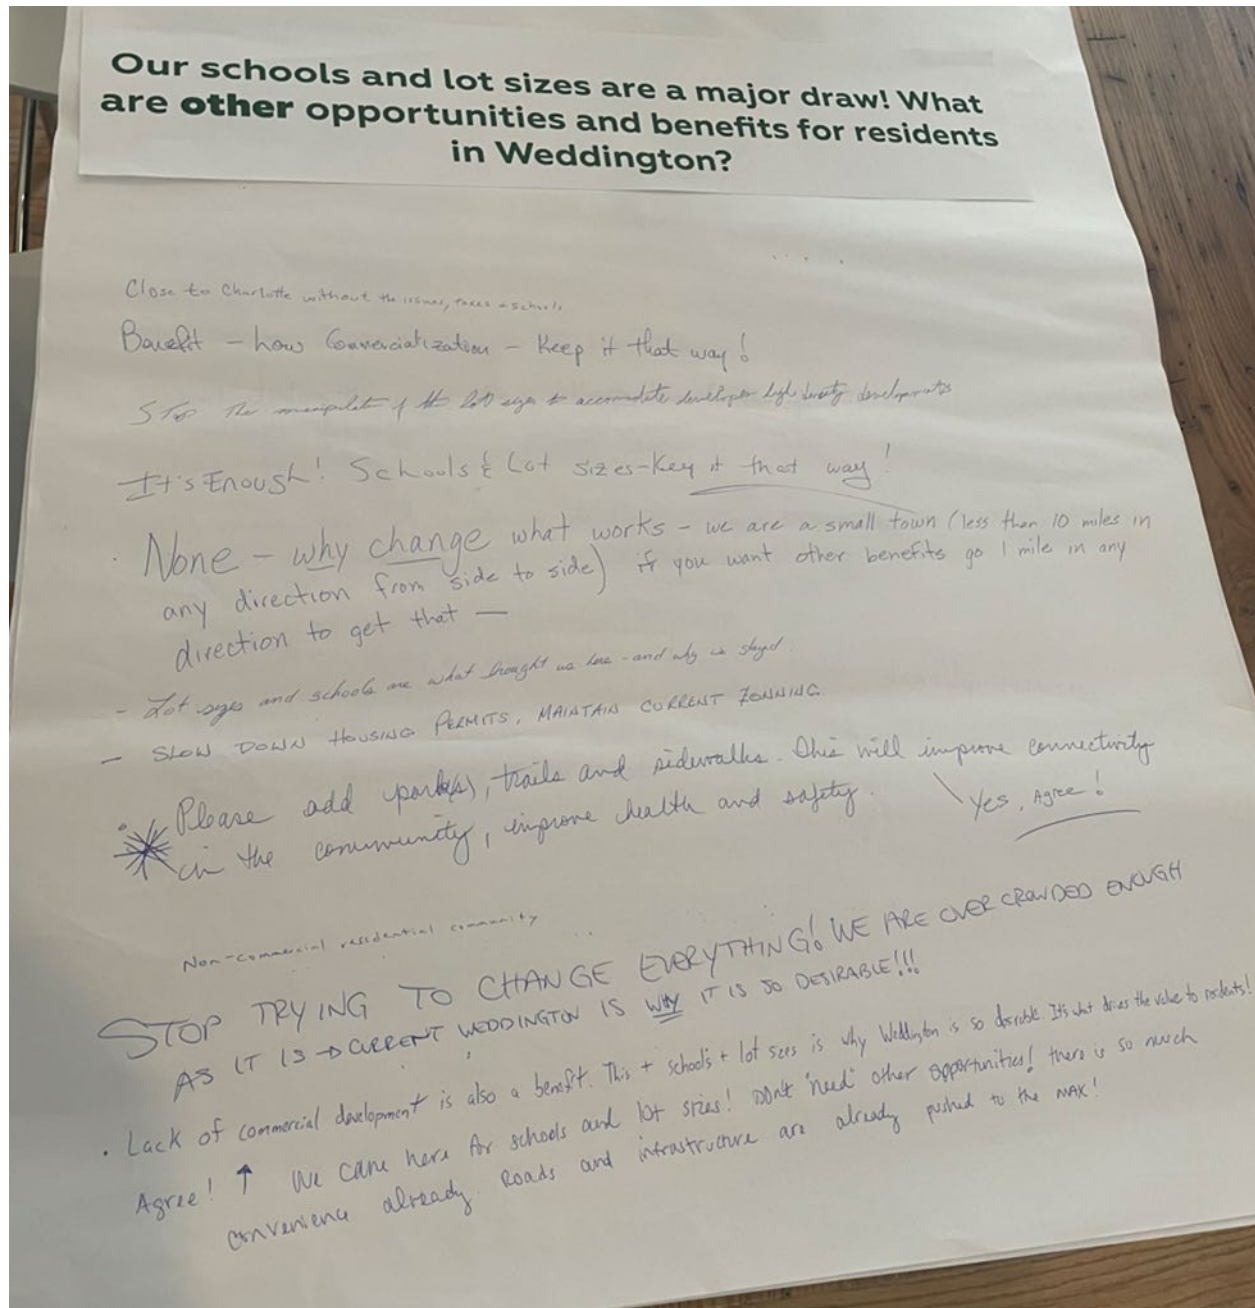 Our schools and lot sizes are a major draw! What
are other opportunities and benefits for residents
in Weddington?
Close to Charlotte without the issues, taxes + schools
Benefit – how Commercialization – Keep it that way!
STOP the manipulation of the lot sizes to accomodate developer high density developments
It's Enough! Schools & Lot sizes–Key it that way!
None – why change what works – we are a small town (less than 10 miles in
any direction from side to side) if you want other benefits go 1 mile in any
direction to get that —
- Lot sizes and schools are what brought us here - and why we stayed.
- SLOW DOWN HOUSING PERMITS, MAINTAIN CURRENT ZONNING.
Please add park(s), trails and sidewalks. This will improve connectivity
in the community, improve health and safety.
Yes, Agree!
Non-commercial residential community
STOP TRYING TO CHANGE EVERYTHING! WE ARE OVER CROWDED ENOUGH
AS IT IS → CURRENT WEDDINGTON IS WHY IT IS SO DESIRABLE!!!
• Lack of commercial development is also a benefit. This + schools + lot sizes is why Weddington is so desirable. It's what drives the value to residents!
Agree! ↑ We came here for schools and lot sizes! Don't 'need' other opportunities! there is so much
convenience already. Roads and infrastructure are already pushed to the MAX!